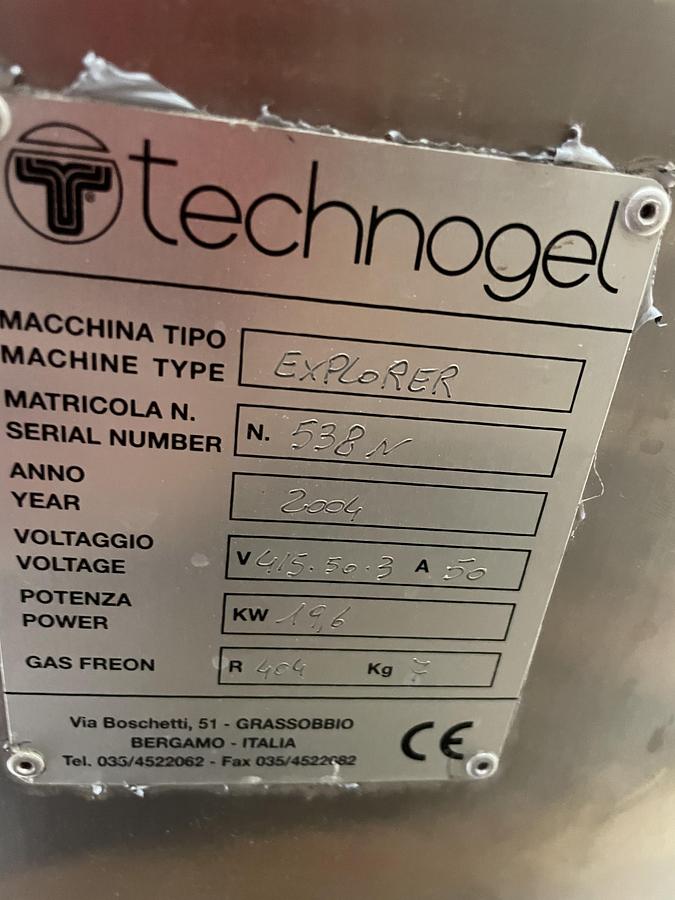 technogel
MACCHINA TIPO
MACHINE TYPE EXPLORER
MATRICOLA N.
SERIAL NUMBER N. 538 N
ANNO
YEAR 2004
VOLTAGGIO
VOLTAGE V 415.50.3 A 50
POTENZA
POWER KW 19,6
GAS FREON R 404 Kg 7
Via Boschetti, 51 - GRASSOBBIO
BERGAMO - ITALIA
Tel. 035/4522062 - Fax 035/4522682
CE